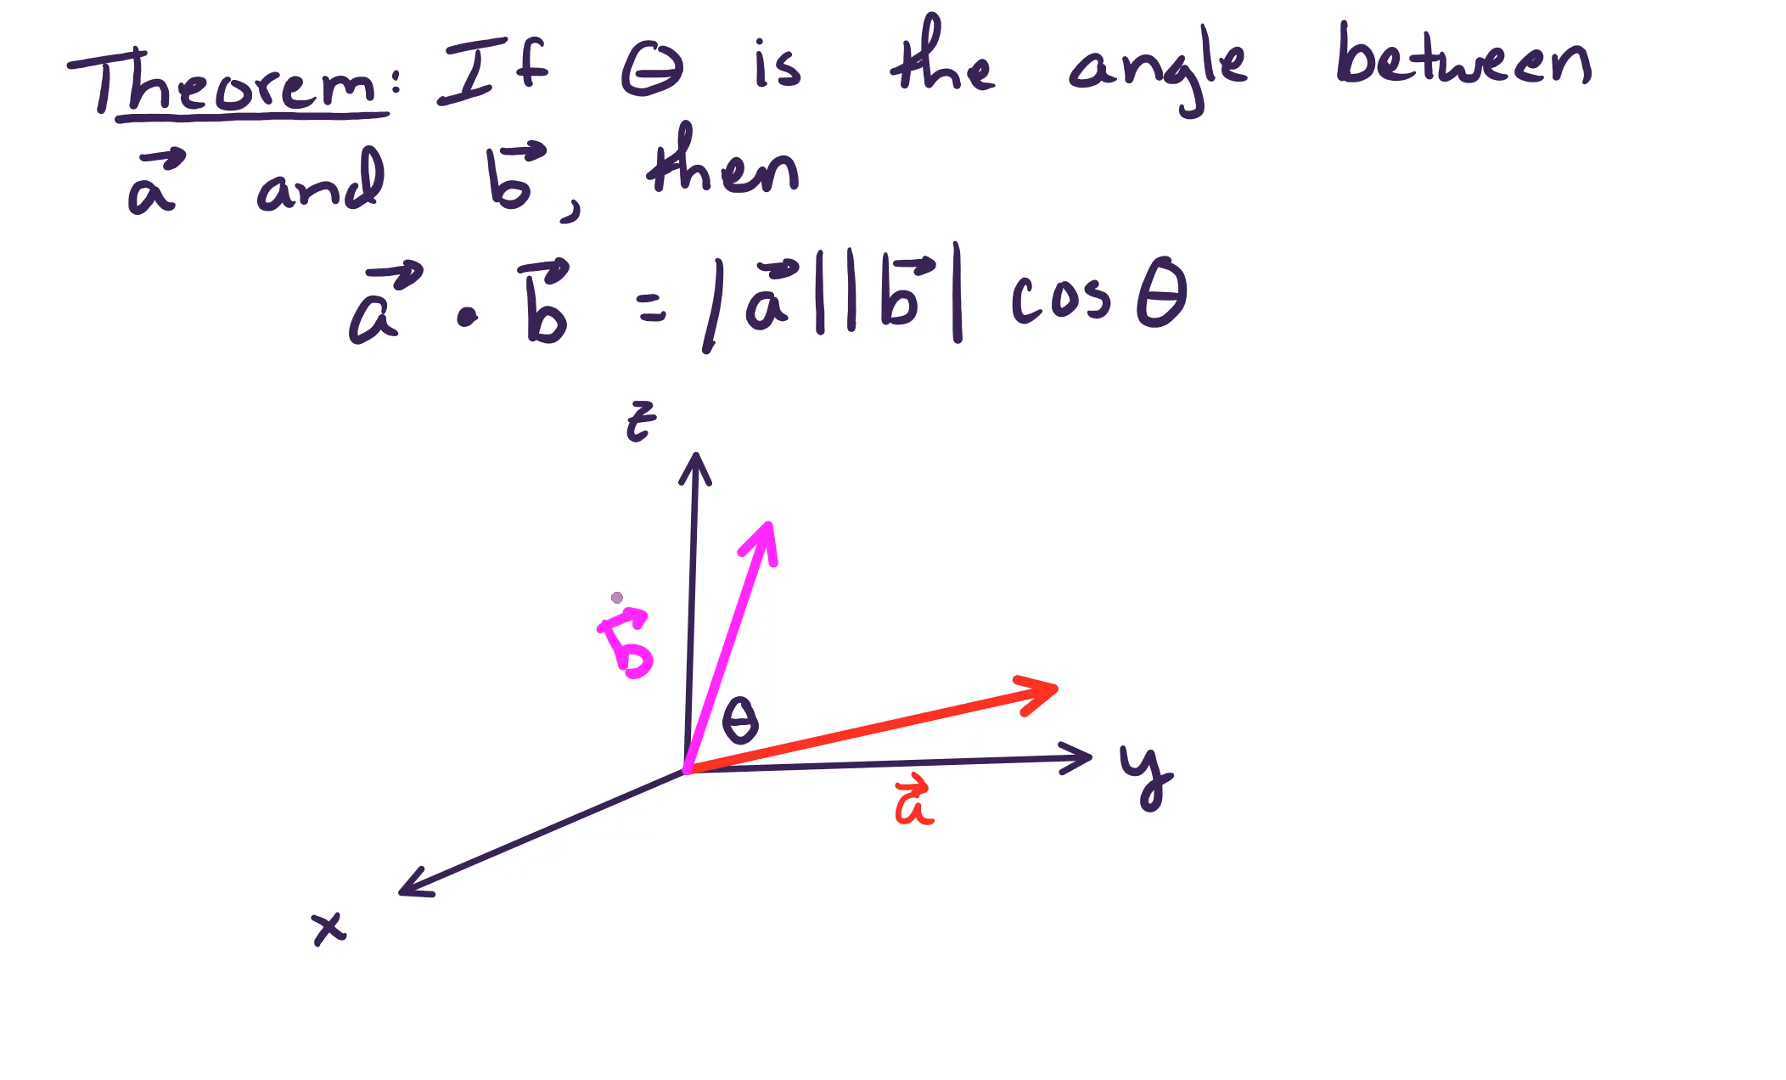 Theorem: If θ is the angle between
a⃗ and b⃗, then
a⃗ · b⃗ = |a⃗||b⃗| cos θ
z
b⃗
θ
y
a⃗
x